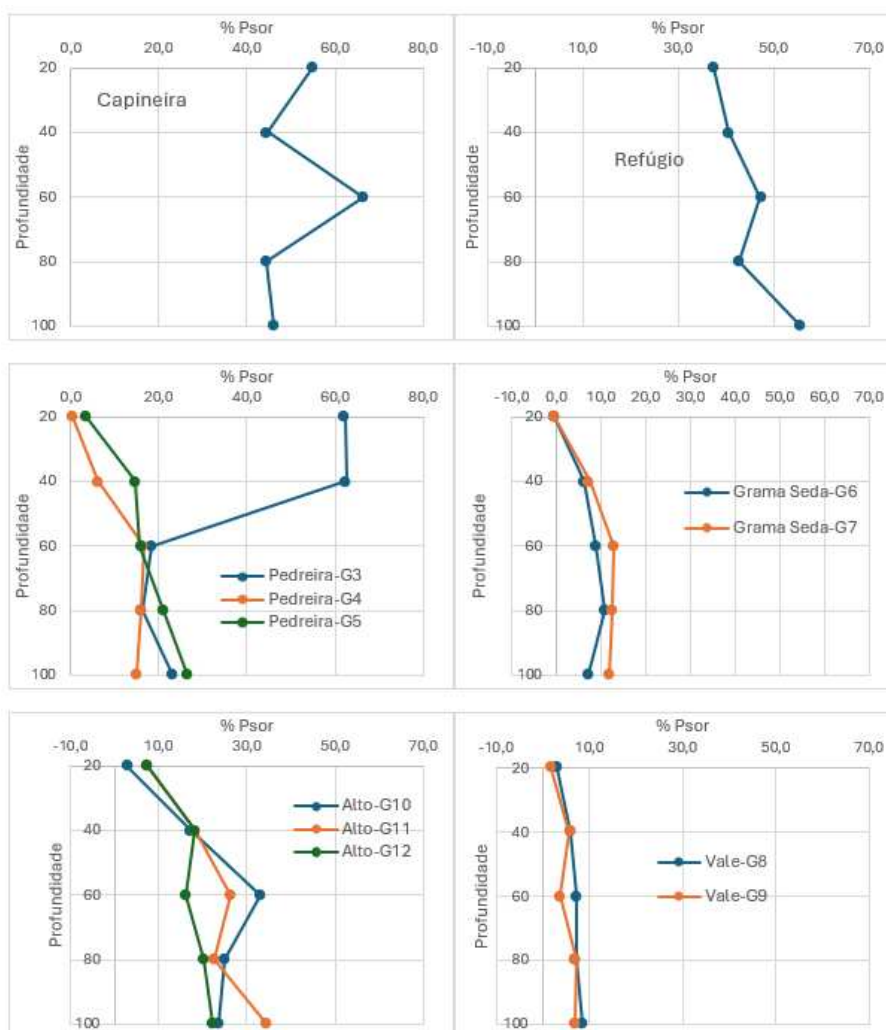 % Psor
0,0 20,0 40,0 60,0 80,0
20
40
60
80
100
Profundidade
Capineira
% Psor
-10,0 10,0 30,0 50,0 70,0
20
40
60
80
100
Profundidade
Refúgio
% Psor
0,0 20,0 40,0 60,0 80,0
20
40
60
80
100
Profundidade
Pedreira-G3
Pedreira-G4
Pedreira-G5
% Psor
-10,0 0,0 10,0 20,0 30,0 40,0 50,0 60,0 70,0
20
40
60
80
100
Profundidade
Grama Seda-G6
Grama Seda-G7
% Psor
-10,0 10,0 30,0 50,0 70,0
20
40
60
80
100
Profundidade
Alto-G10
Alto-G11
Alto-G12
% Psor
-10,0 10,0 30,0 50,0 70,0
20
40
60
80
100
Profundidade
Vale-G8
Vale-G9